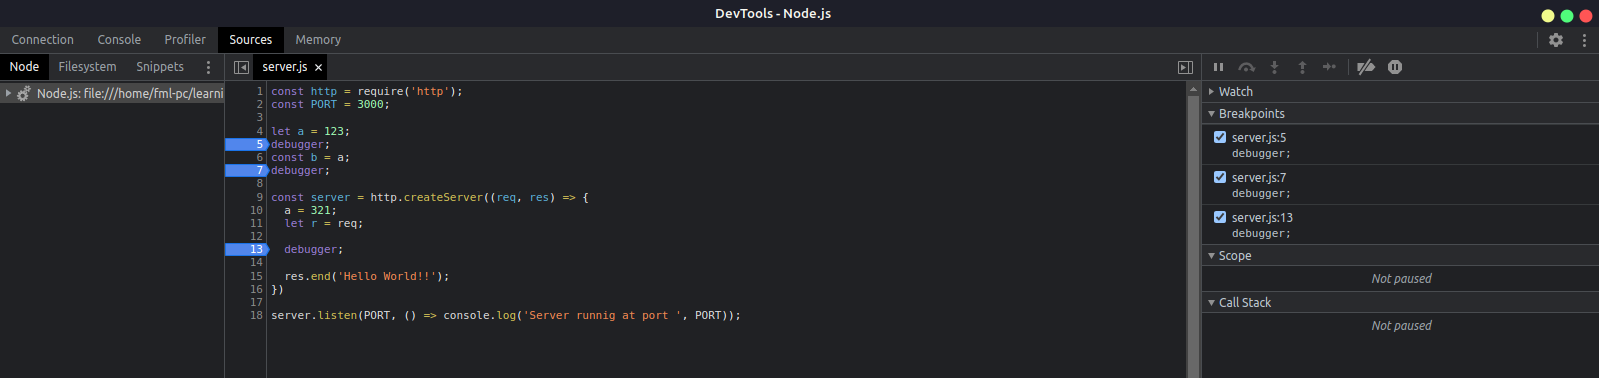 DevTools - Node.js
Connection Console Profiler Sources Memory
Node Filesystem Snippets
server.js ×
Node.js: file:///home/fml-pc/learni
1 const http = require('http');
2 const PORT = 3000;
3
4 let a = 123;
5 debugger;
6 const b = a;
7 debugger;
8
9 const server = http.createServer((req, res) => {
10 a = 321;
11 let r = req;
12
13 debugger;
14
15 res.end('Hello World!!');
16 })
17
18 server.listen(PORT, () => console.log('Server runnig at port ', PORT));
Watch
Breakpoints
server.js:5
debugger;
server.js:7
debugger;
server.js:13
debugger;
Scope
Not paused
Call Stack
Not paused